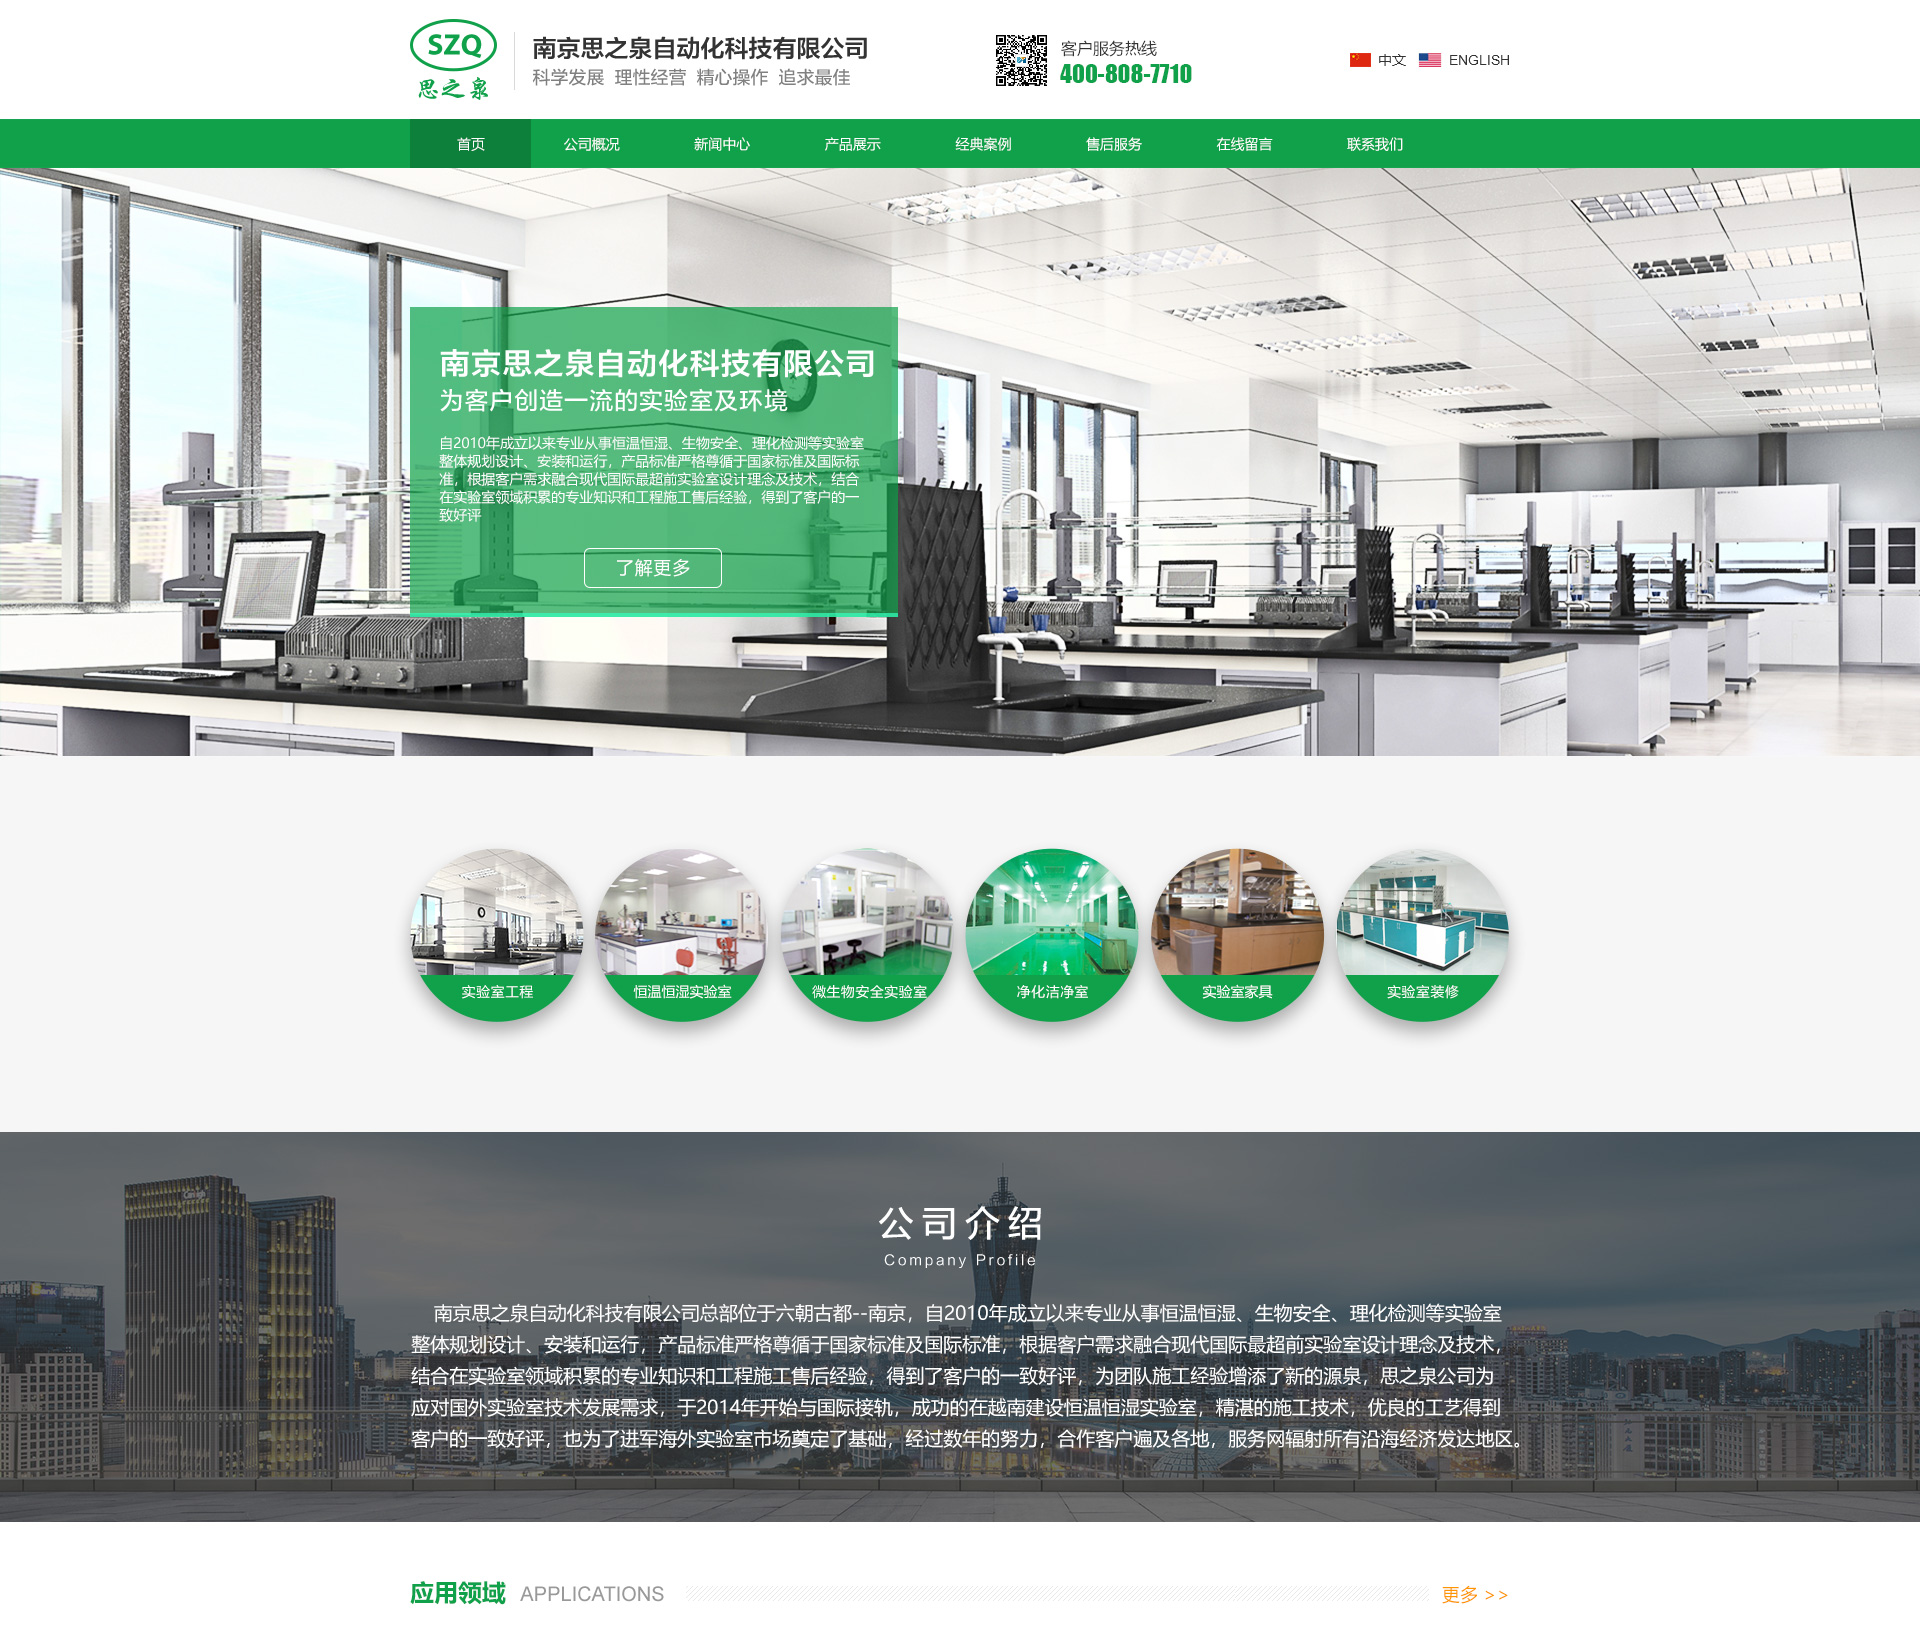 SZQ
思之泉
南京思之泉自动化科技有限公司
科学发展 理性经营 精心操作 追求最佳
客户服务热线
400-808-7710
中文 ENGLISH
首页 公司概况 新闻中心 产品展示 经典案例 售后服务 在线留言 联系我们
南京思之泉自动化科技有限公司
为客户创造一流的实验室及环境
自2010年成立以来专业从事恒温恒湿、生物安全、理化检测等实验室
整体规划设计、安装和运行，产品标准严格尊循于国家标准及国际标
准，根据客户需求融合现代国际最超前实验室设计理念及技术，结合
在实验室领域积累的专业知识和工程施工售后经验，得到了客户的一
致好评
了解更多
实验室工程 恒温恒湿实验室 微生物安全实验室 净化洁净室 实验室家具 实验室装修
公司介绍
Company Profile
南京思之泉自动化科技有限公司总部位于六朝古都--南京，自2010年成立以来专业从事恒温恒湿、生物安全、理化检测等实验室
整体规划设计、安装和运行，产品标准严格尊循于国家标准及国际标准，根据客户需求融合现代国际最超前实验室设计理念及技术，
结合在实验室领域积累的专业知识和工程施工售后经验，得到了客户的一致好评，为团队施工经验增添了新的源泉，思之泉公司为
应对国外实验室技术发展需求，于2014年开始与国际接轨，成功的在越南建设恒温恒湿实验室，精湛的施工技术，优良的工艺得到
客户的一致好评，也为了进军海外实验室市场奠定了基础，经过数年的努力，合作客户遍及各地，服务网辐射所有沿海经济发达地区。
应用领域 APPLICATIONS 更多 >>